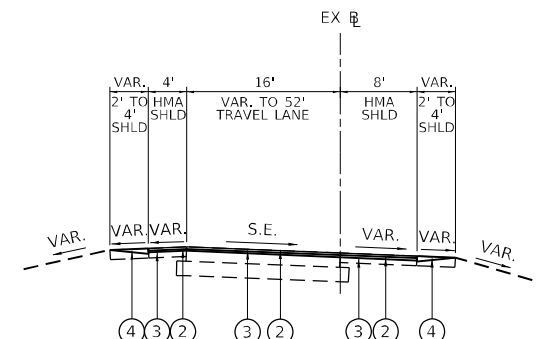 EX BL
VAR. 4' 16' 8' VAR.
2' TO 4' SHLD HMA SHLD VAR. TO 52' TRAVEL LANE HMA SHLD 2' TO 4' SHLD
VAR. VAR. VAR. S.E. VAR. VAR. VAR.
4 3 2 3 2 3 2 4